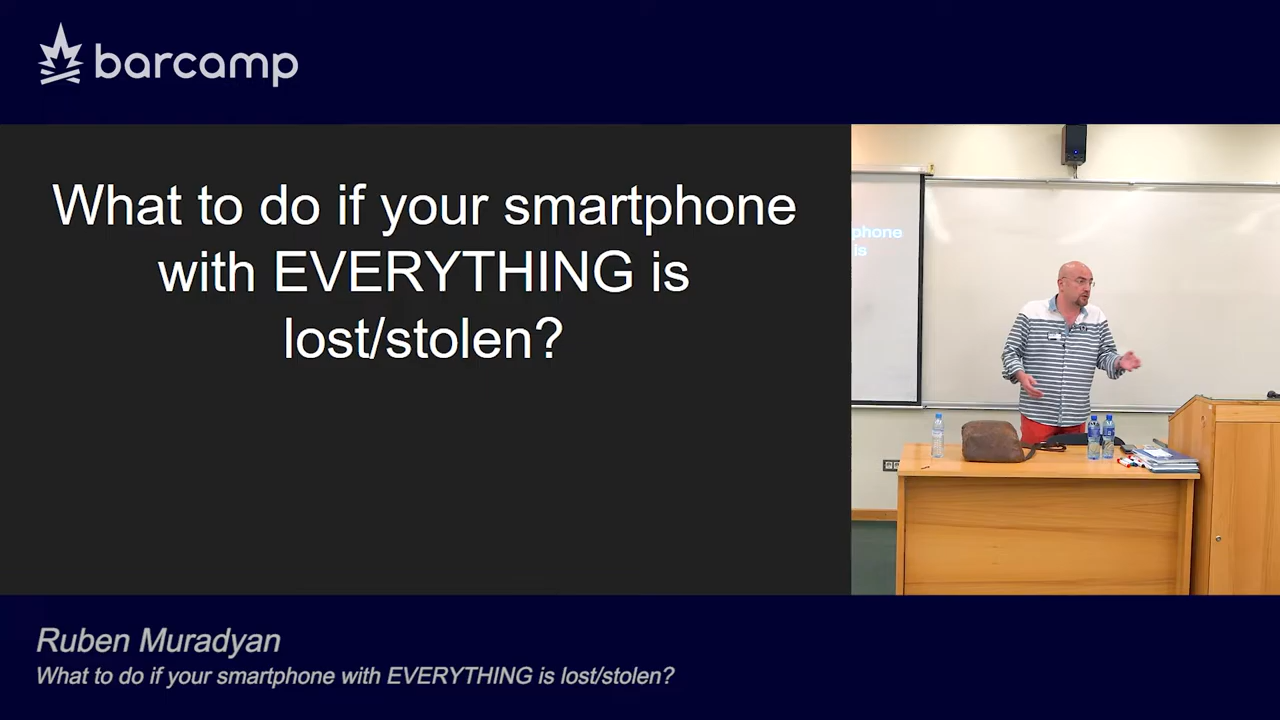 barcamp
What to do if your smartphone
with EVERYTHING is
lost/stolen?
phone
is
Ruben Muradyan
What to do if your smartphone with EVERYTHING is lost/stolen?